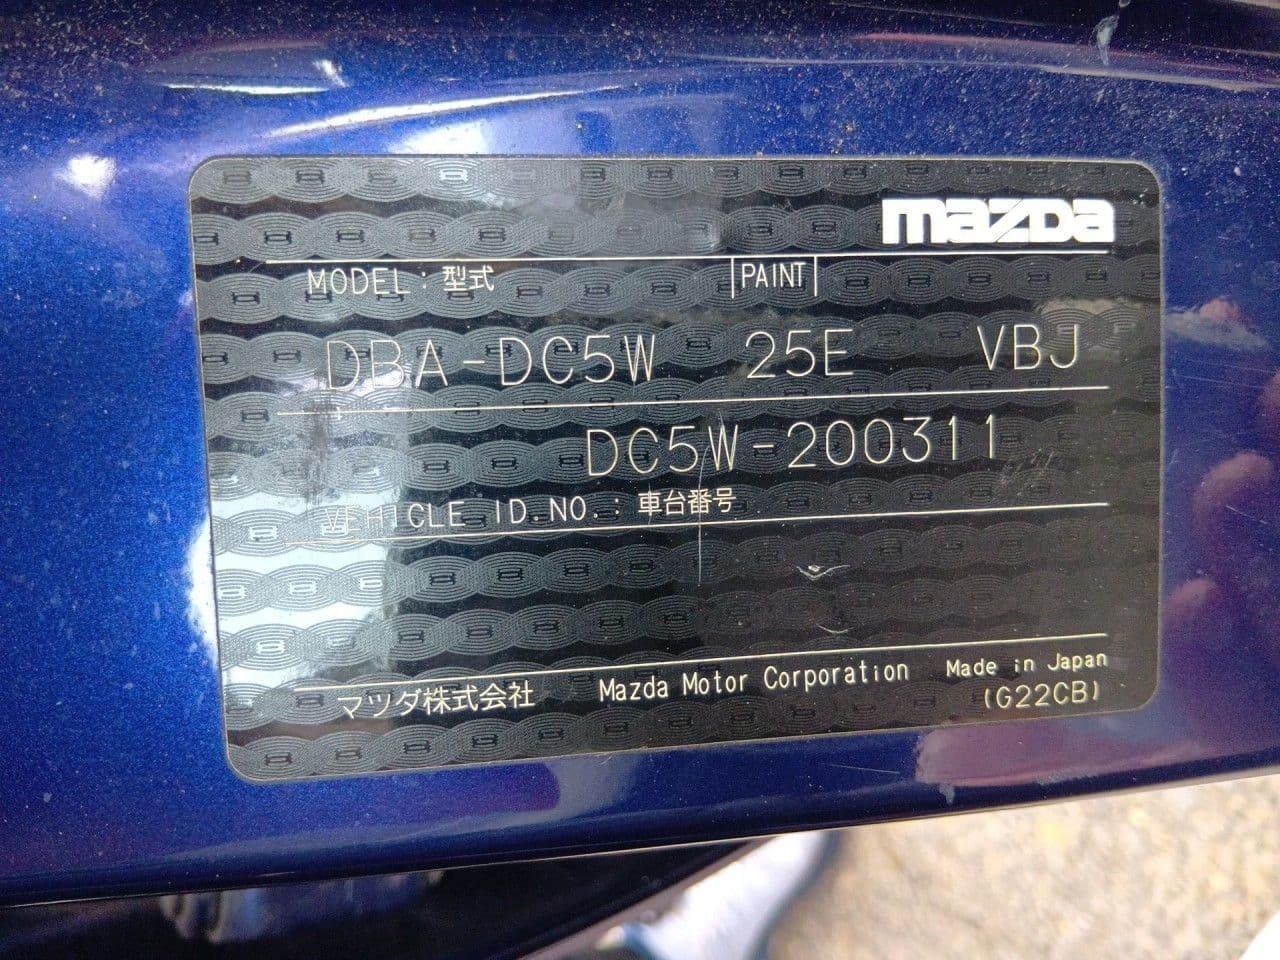 mazda
MODEL : 型式 PAINT
DBA-DC5W 25E VBJ
DC5W-200311
VEHICLE ID.NO. : 車台番号
マツダ株式会社 Mazda Motor Corporation Made in Japan
(G22CB)